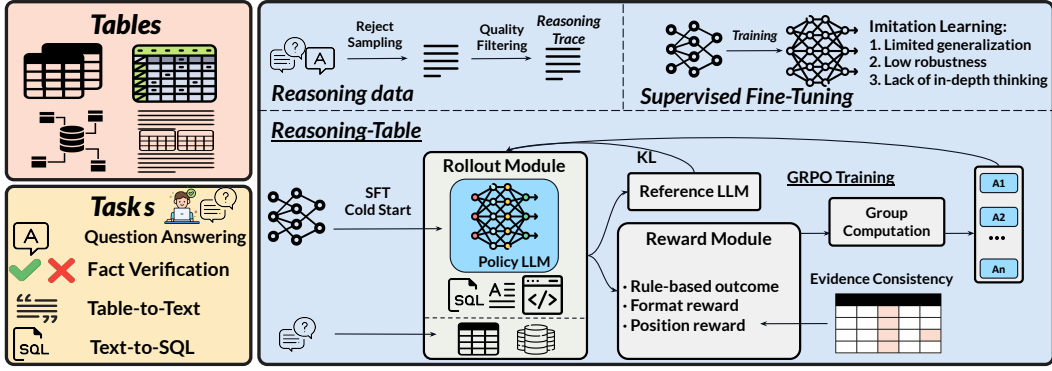 Tables
Tasks
A
Question Answering
Fact Verification
Table-to-Text
SQL
Text-to-SQL
?
A
Reject
Sampling
Quality
Filtering
Reasoning
Trace
Reasoning data
Training
Imitation Learning:
1. Limited generalization
2. Low robustness
3. Lack of in-depth thinking
Supervised Fine-Tuning
Reasoning-Table
SFT
Cold Start
?
Rollout Module
Policy LLM
SQL
A
</>
KL
Reference LLM
Reward Module
· Rule-based outcome
· Format reward
· Position reward
GRPO Training
Group
Computation
Evidence Consistency
A1
A2
•••
An